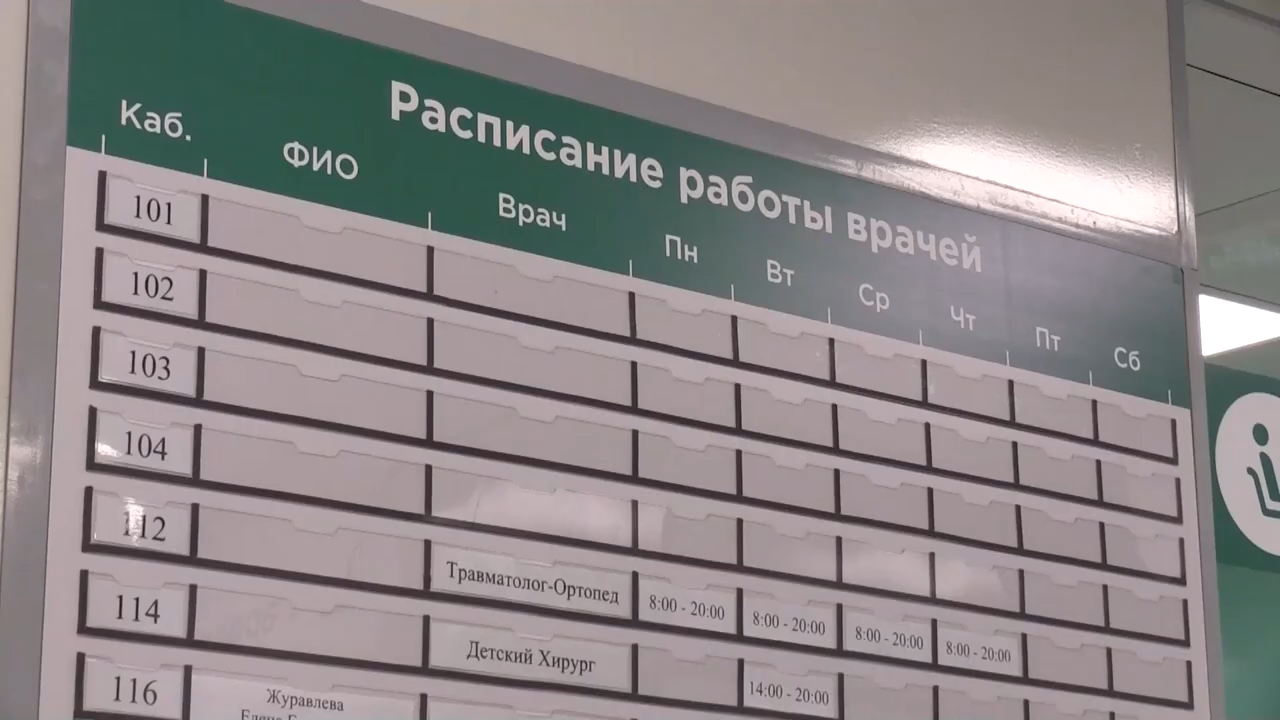 Расписание работы врачей
Каб. ФИО Врач Пн Вт Ср Чт Пт Сб
101
102
103
104
112 Травматолог-Ортопед 8:00 - 20:00 8:00 - 20:00 8:00 - 20:00 8:00 - 20:00
114 Детский Хирург 14:00 - 20:00
116 Журавлева
Елена